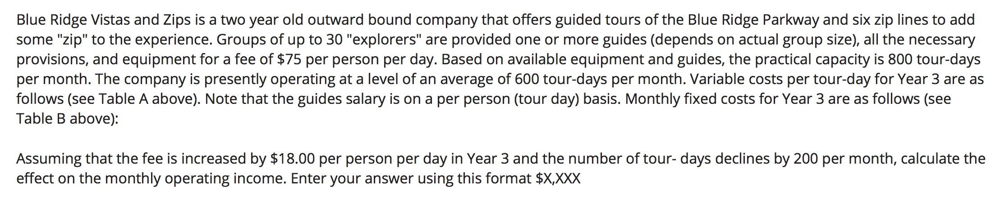 Blue Ridge Vistas and Zips is a two year old outward bound company that offers guided tours of the Blue Ridge Parkway and six zip lines to add
some "zip" to the experience. Groups of up to 30 "explorers" are provided one or more guides (depends on actual group size), all the necessary
provisions, and equipment for a fee of $75 per person per day. Based on available equipment and guides, the practical capacity is 800 tour-days
per month. The company is presently operating at a level of an average of 600 tour-days per month. Variable costs per tour-day for Year 3 are as
follows (see Table A above). Note that the guides salary is on a per person (tour day) basis. Monthly fixed costs for Year 3 are as follows (see
Table B above):
Assuming that the fee is increased by $18.00 per person per day in Year 3 and the number of tour- days declines by 200 per month, calculate the
effect on the monthly operating income. Enter your answer using this format $X,XXX